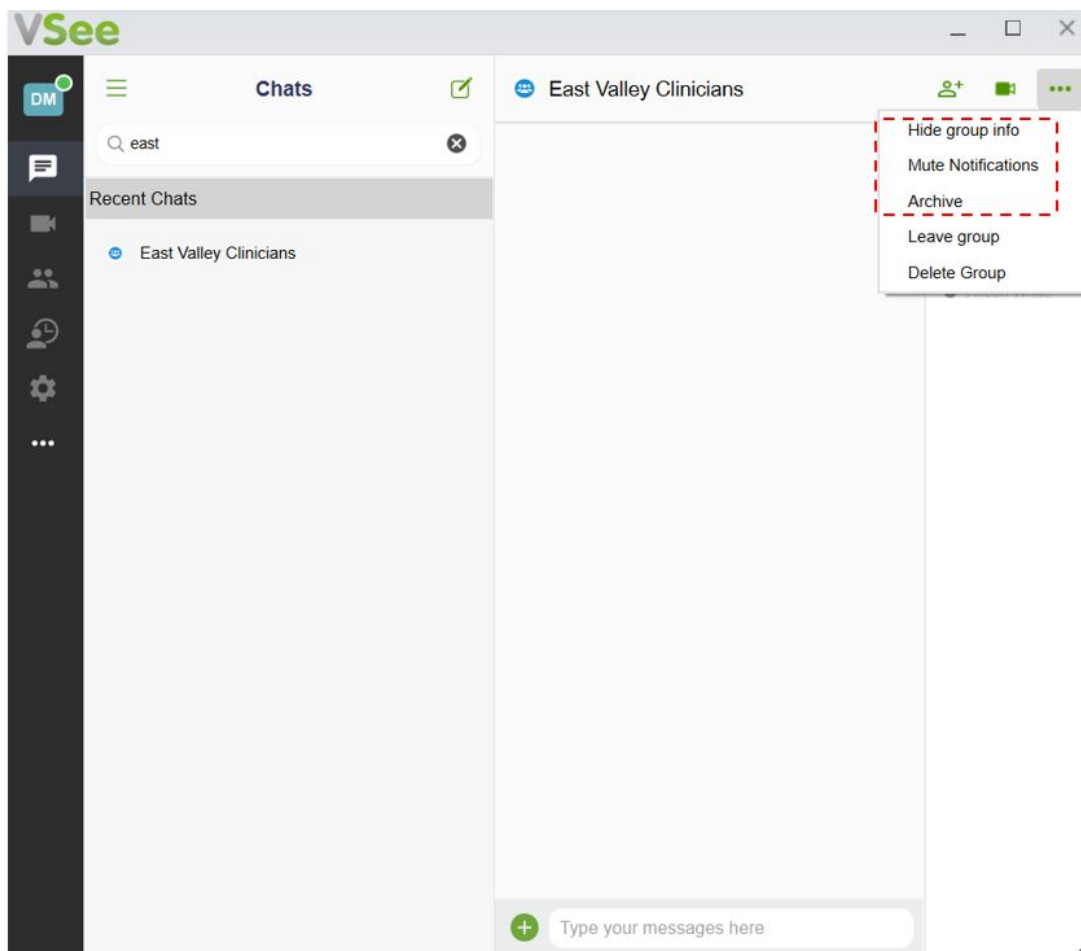 VSee
DM
Chats
East Valley Clinicians
east
Recent Chats
East Valley Clinicians
Hide group info
Mute Notifications
Archive
Leave group
Delete Group
Type your messages here